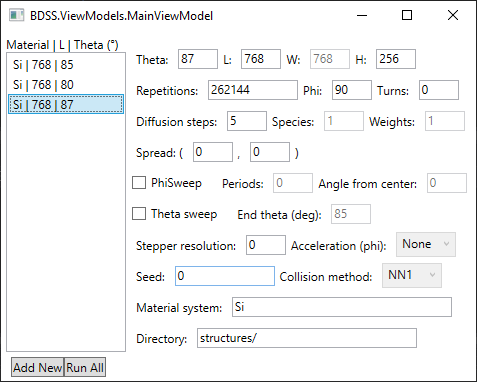 BDSS.ViewModels.MainViewModel
Material | L | Theta (°)
Si | 768 | 85
Si | 768 | 80
Si | 768 | 87
Theta: 87 L: 768 W: 768 H: 256
Repetitions: 262144 Phi: 90 Turns: 0
Diffusion steps: 5 Species: 1 Weights: 1
Spread: ( 0 , 0 )
PhiSweep Periods: 0 Angle from center: 0
Theta sweep End theta (deg): 85
Stepper resolution: 0 Acceleration (phi): None
Seed: 0 Collision method: NN1
Material system: Si
Directory: structures/
Add New Run All